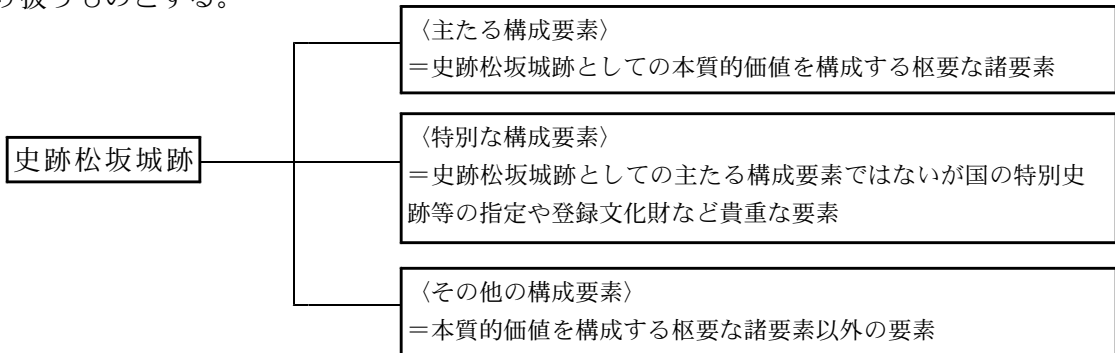 り扱うものとする。
〈主たる構成要素〉
＝史跡松坂城跡としての本質的価値を構成する枢要な諸要素
史跡松坂城跡
〈特別な構成要素〉
＝史跡松坂城跡としての主たる構成要素ではないが国の特別史
跡等の指定や登録文化財など貴重な要素
〈その他の構成要素〉
＝本質的価値を構成する枢要な諸要素以外の要素